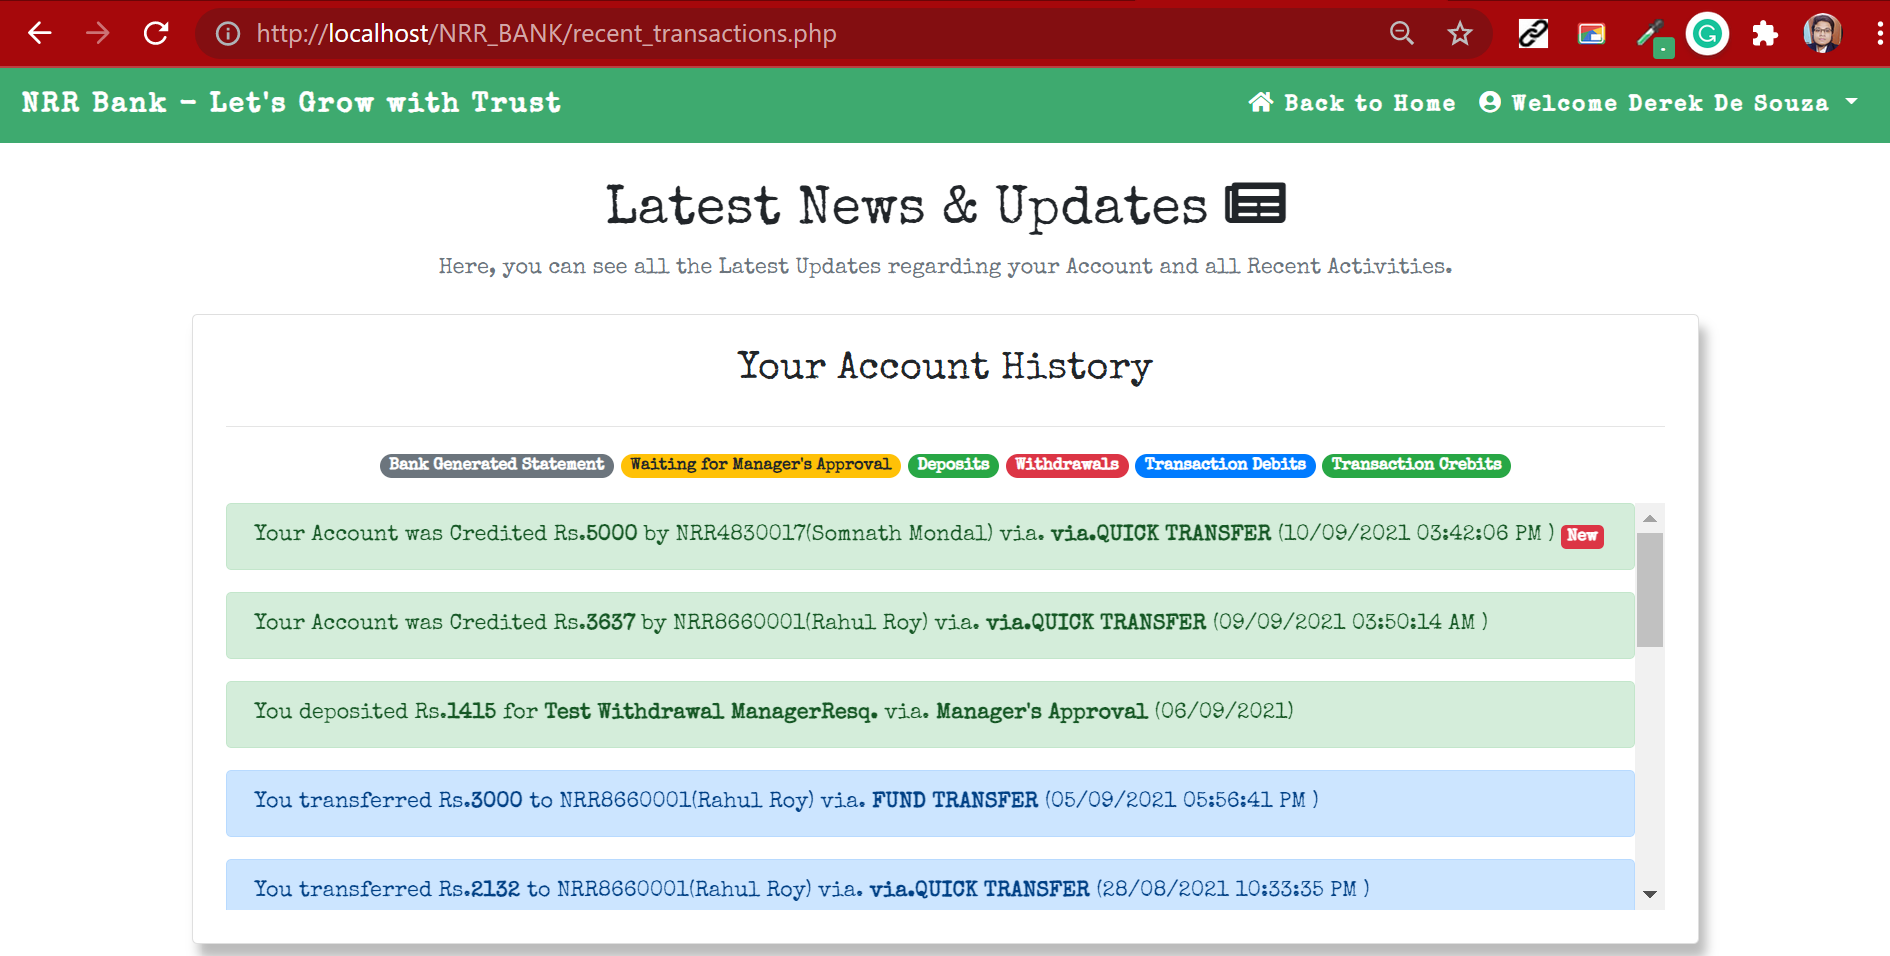 http://localhost/NRR_BANK/recent_transactions.php
NRR Bank - Let's Grow with Trust
Back to Home
Welcome Derek De Souza
Latest News & Updates
Here, you can see all the Latest Updates regarding your Account and all Recent Activities.
Your Account History
Bank Generated Statement Waiting for Manager's Approval Deposits Withdrawals Transaction Debits Transaction Crebits
Your Account was Credited Rs.5000 by NRR4830017(Somnath Mondal) via. via.QUICK TRANSFER (10/09/2021 03:42:06 PM ) New
Your Account was Credited Rs.3637 by NRR8660001(Rahul Roy) via. via.QUICK TRANSFER (09/09/2021 03:50:14 AM )
You deposited Rs.1415 for Test Withdrawal ManagerResq. via. Manager's Approval (06/09/2021)
You transferred Rs.3000 to NRR8660001(Rahul Roy) via. FUND TRANSFER (05/09/2021 05:56:41 PM )
You transferred Rs.2132 to NRR8660001(Rahul Roy) via. via.QUICK TRANSFER (28/08/2021 10:33:35 PM )